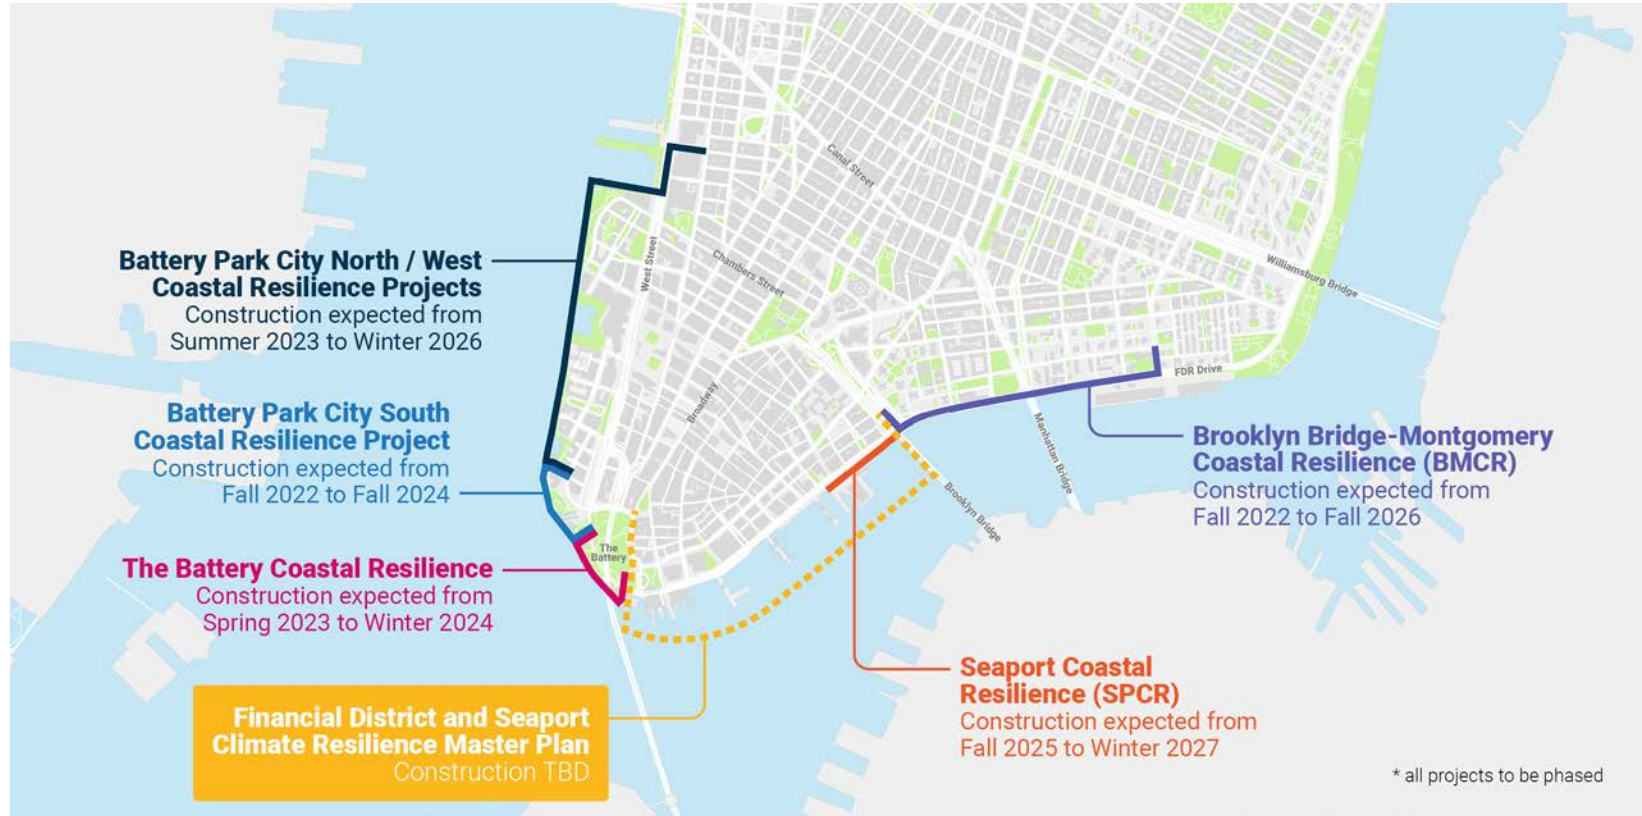 Canal Street
West Street
Chambers Street
Broadway
Williamsburg Bridge
FDR Drive
Manhattan Bridge
Brooklyn Bridge
The
Battery
Battery Park City North / West
Coastal Resilience Projects
Construction expected from
Summer 2023 to Winter 2026
Battery Park City South
Coastal Resilience Project
Construction expected from
Fall 2022 to Fall 2024
The Battery Coastal Resilience
Construction expected from
Spring 2023 to Winter 2024
Financial District and Seaport
Climate Resilience Master Plan
Construction TBD
Brooklyn Bridge-Montgomery
Coastal Resilience (BMCR)
Construction expected from
Fall 2022 to Fall 2026
Seaport Coastal
Resilience (SPCR)
Construction expected from
Fall 2025 to Winter 2027
* all projects to be phased